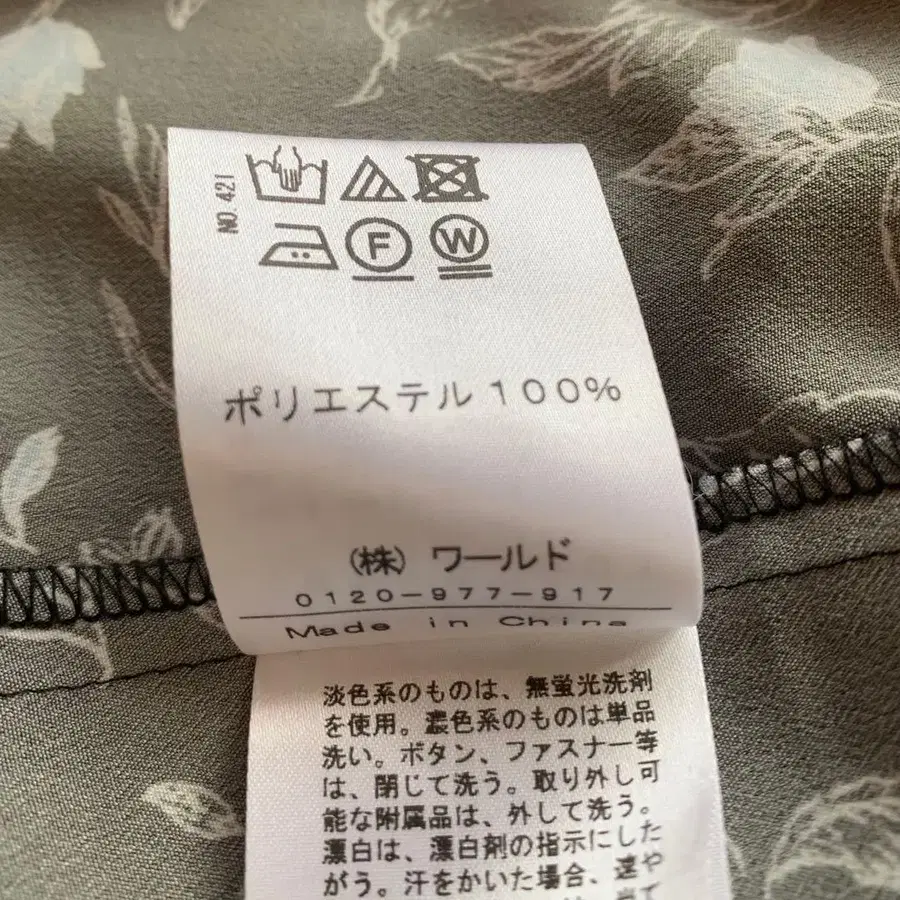 NO.421
F W
ポリエステル100%
(株) ワールド
0120-977-917
Made in China
淡色系のものは、無蛍光洗剤
を使用。濃色系のものは単品
洗い。ボタン、ファスナー等
は、閉じて洗う。取り外し可
能な附属品は、外して洗う。
漂白は、漂白剤の指示にした
がう。汗をかいた場合、速や